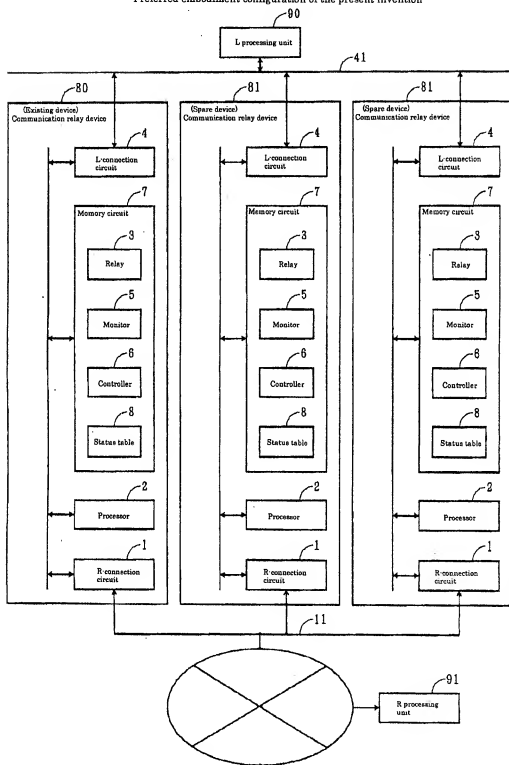 Preferred embodiment configuration of the present invention
90
L processing unit
41
80
(Existing device)
Communication relay device
4
L-connection
circuit
7
Momory circuit
3
Relay
5
Monitor
6
Controller
8
Status table
2
Processor
1
R-connection
circuit
81
(Spare device)
Communication relay device
4
L-connection
circuit
7
Memory circuit
3
Relay
5
Monitor
6
Controller
8
Status table
2
Processor
1
R-connection
circuit
81
(Spare device)
Communication relay device
4
L-connection
circuit
7
Memory circuit
3
Relay
5
Monitor
6
Controller
8
Status table
2
Processor
1
R-connection
circuit
11
91
R processing
unit